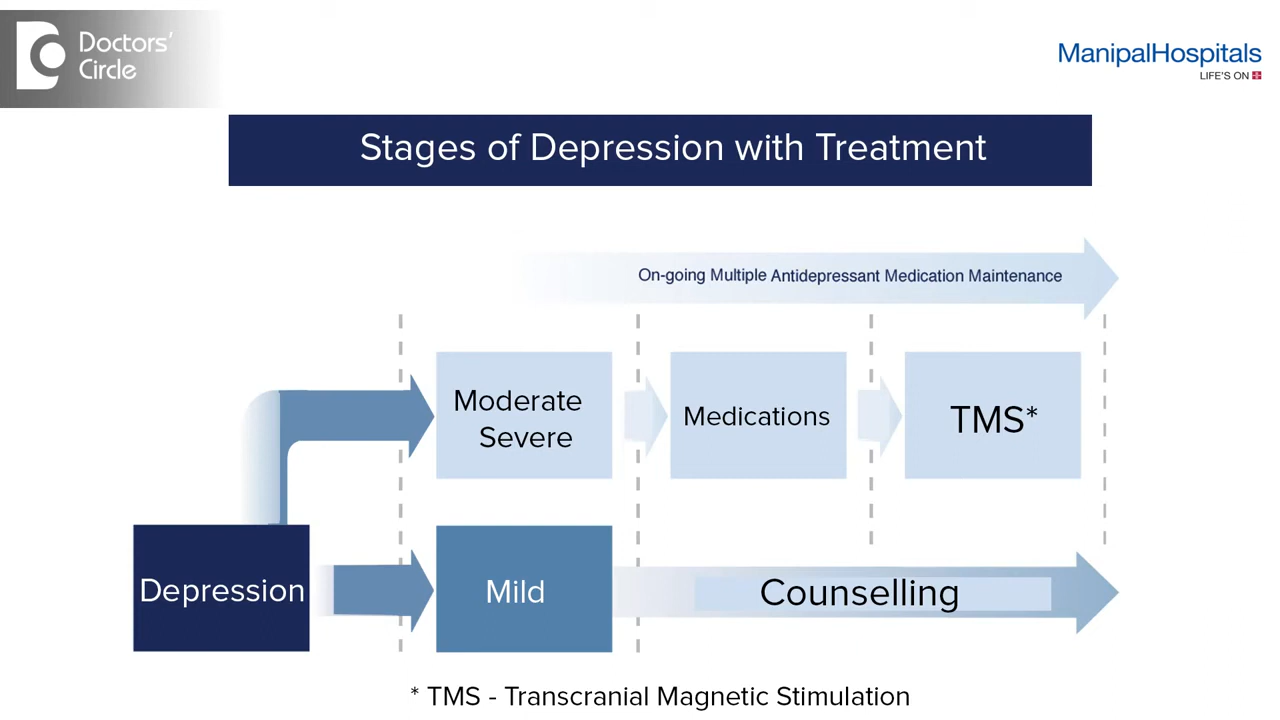 Doctors'
Circle
ManipalHospitals
LIFE'S ON
Stages of Depression with Treatment
On-going Multiple Antidepressant Medication Maintenance
Moderate
Severe
Medications
TMS*
Depression
Mild
Counselling
* TMS - Transcranial Magnetic Stimulation